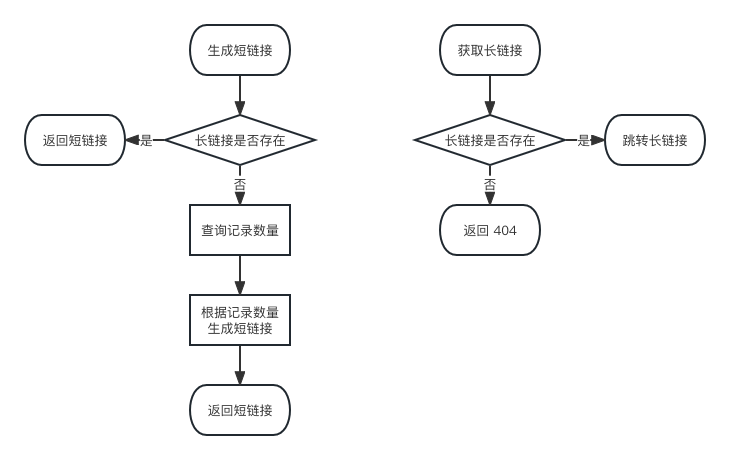 生成短链接
长链接是否存在
是
返回短链接
否
查询记录数量
根据记录数量
生成短链接
返回短链接
获取长链接
长链接是否存在
是
跳转长链接
否
返回 404